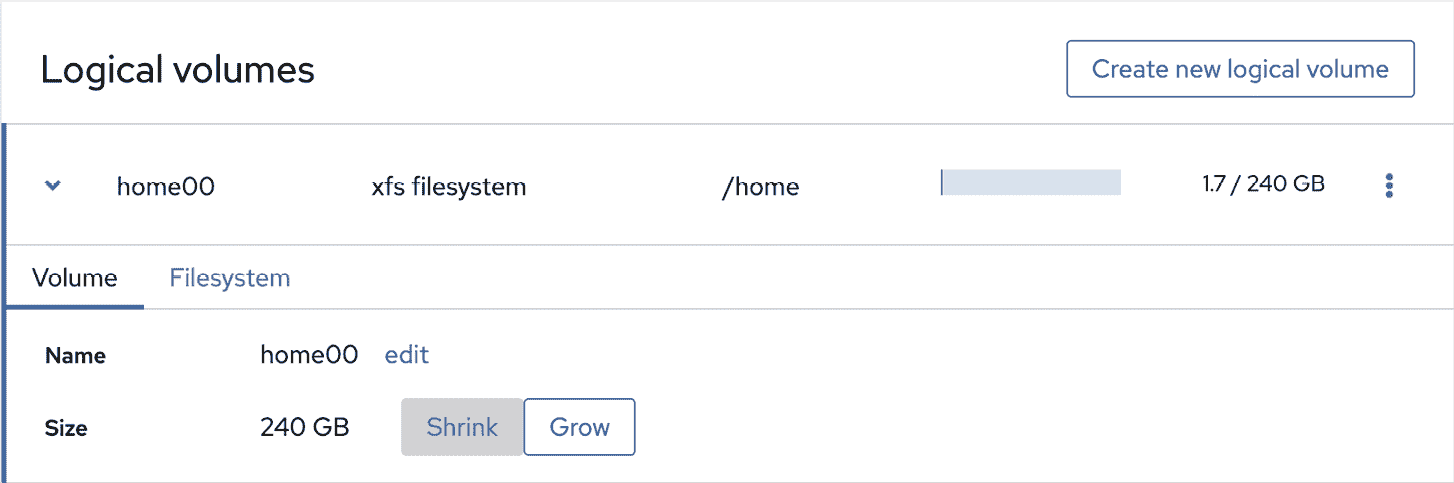 Logical volumes
Create new logical volume
home00 xfs filesystem /home 1.7 / 240 GB
Volume Filesystem
Name home00 edit
Size 240 GB Shrink Grow